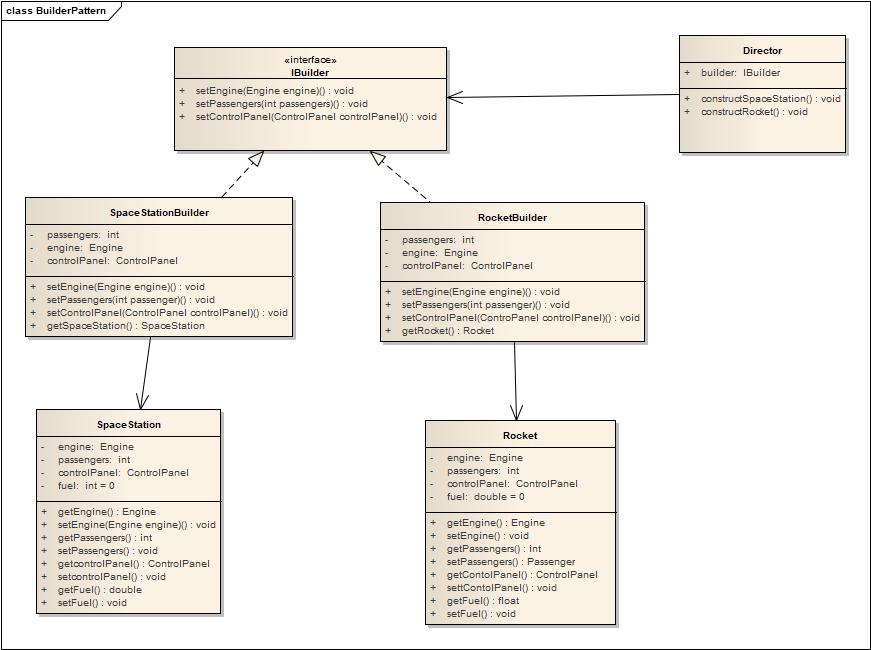 class BuilderPattern
«interface»
IBuilder
+ setEngine(Engine engine)() : void
+ setPassengers(int passengers)() : void
+ setControlPanel(ControlPanel controlPanel)() : void
Director
+ builder: IBuilder
+ constructSpaceStation() : void
+ constructRocket() : void
SpaceStationBuilder
- passengers: int
- engine: Engine
- controlPanel: ControlPanel
+ setEngine(Engine engine)() : void
+ setPassengers(int passenger)() : void
+ setControlPanel(ControlPanel controlPanel)() : void
+ getSpaceStation() : SpaceStation
RocketBuilder
- passengers: int
- engine: Engine
- controlPanel: ControlPanel
+ setEngine(Engine engine)() : void
+ setPassengers(int passenger)() : void
+ setControlPanel(ControPanel controlPanel)() : void
+ getRocket() : Rocket
SpaceStation
- engine: Engine
- passengers: int
- controlPanel: ControlPanel
- fuel: int = 0
+ getEngine() : Engine
+ setEngine(Engine engine)() : void
+ getPassengers() : int
+ setPassengers() : void
+ getcontrolPanel() : ControlPanel
+ setcontrolPanel() : void
+ getFuel() : double
+ setFuel() : void
Rocket
- engine: Engine
- passengers: int
- controlPanel: ControlPanel
- fuel: double = 0
+ getEngine() : Engine
+ setEngine() : void
+ getPassengers() : int
+ setPassengers() : Passenger
+ getContolPanel() : ControlPanel
+ settContolPanel() : void
+ getFuel() : float
+ setFuel() : void